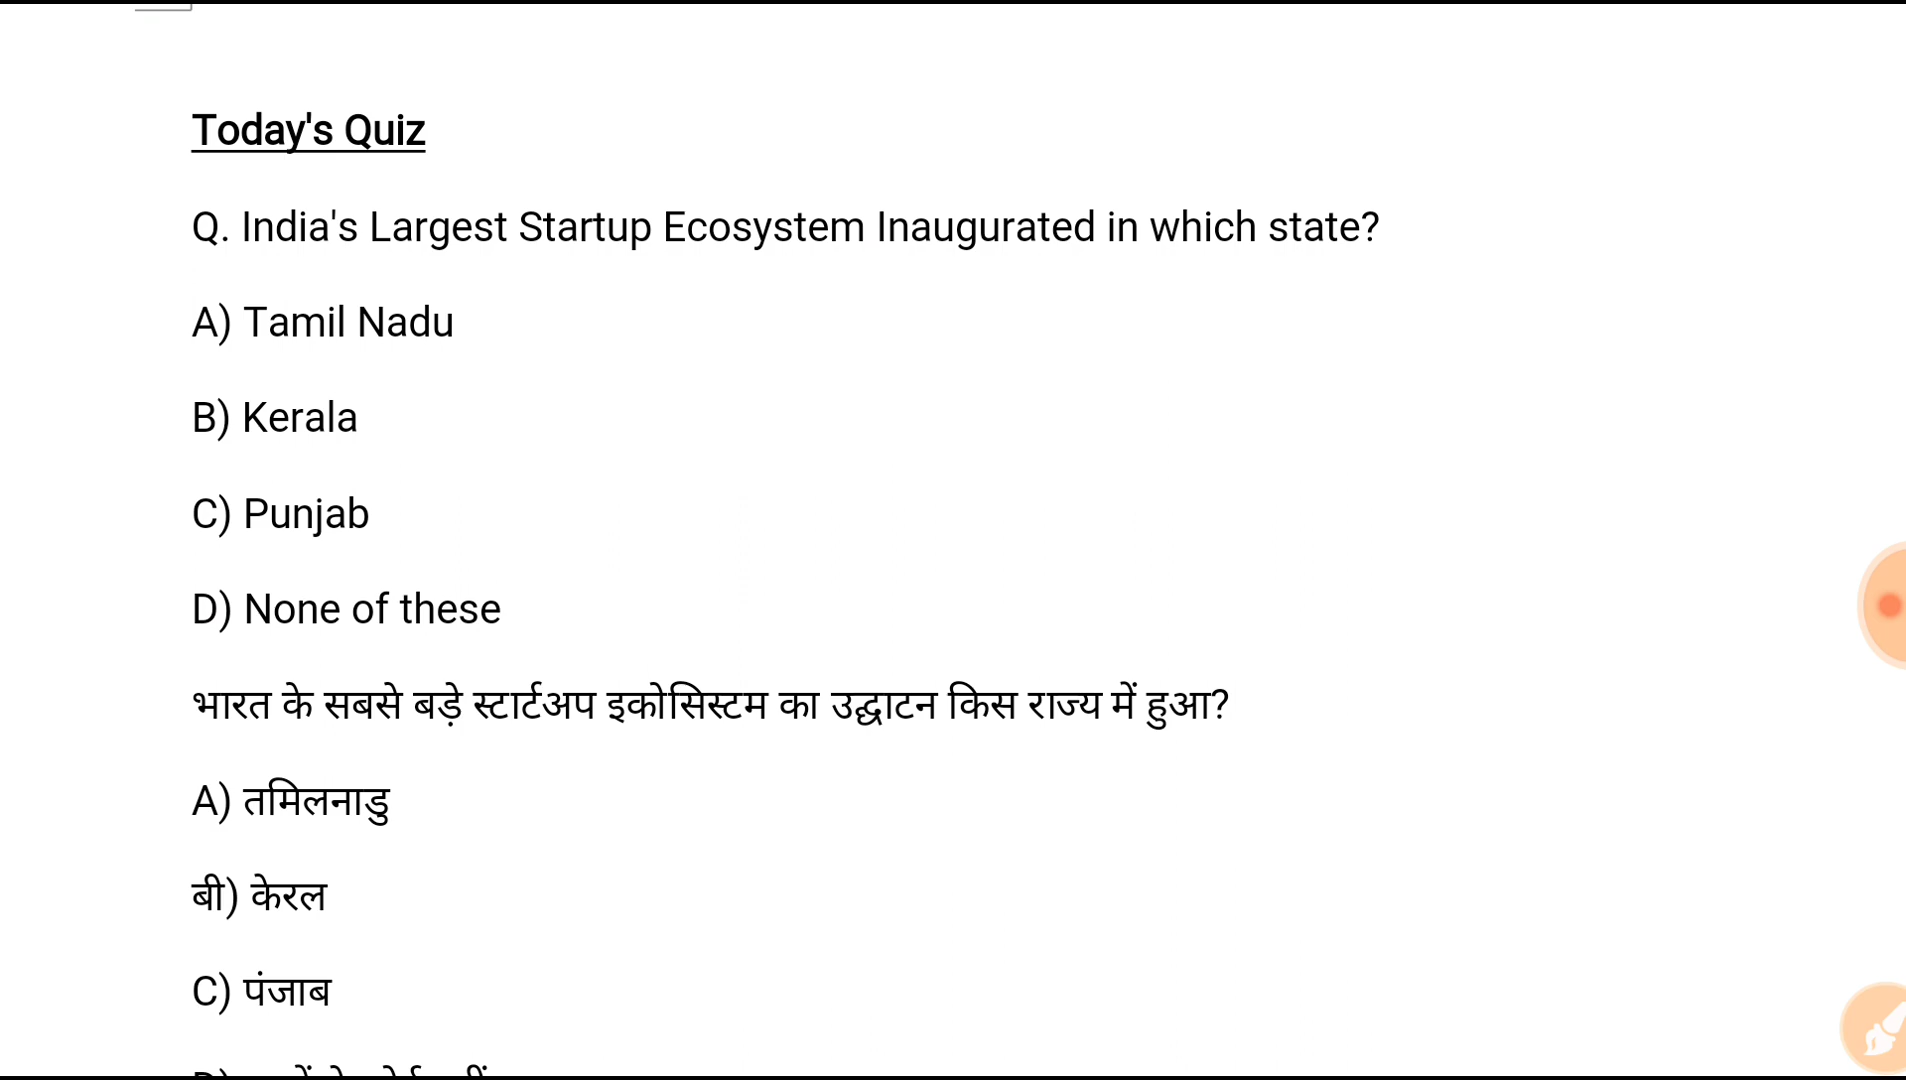 Today's Quiz
Q. India's Largest Startup Ecosystem Inaugurated in which state?
A) Tamil Nadu
B) Kerala
C) Punjab
D) None of these
भारत के सबसे बड़े स्टार्टअप इकोसिस्टम का उद्घाटन किस राज्य में हुआ?
A) तमिलनाडु
बी) केरल
C) पंजाब